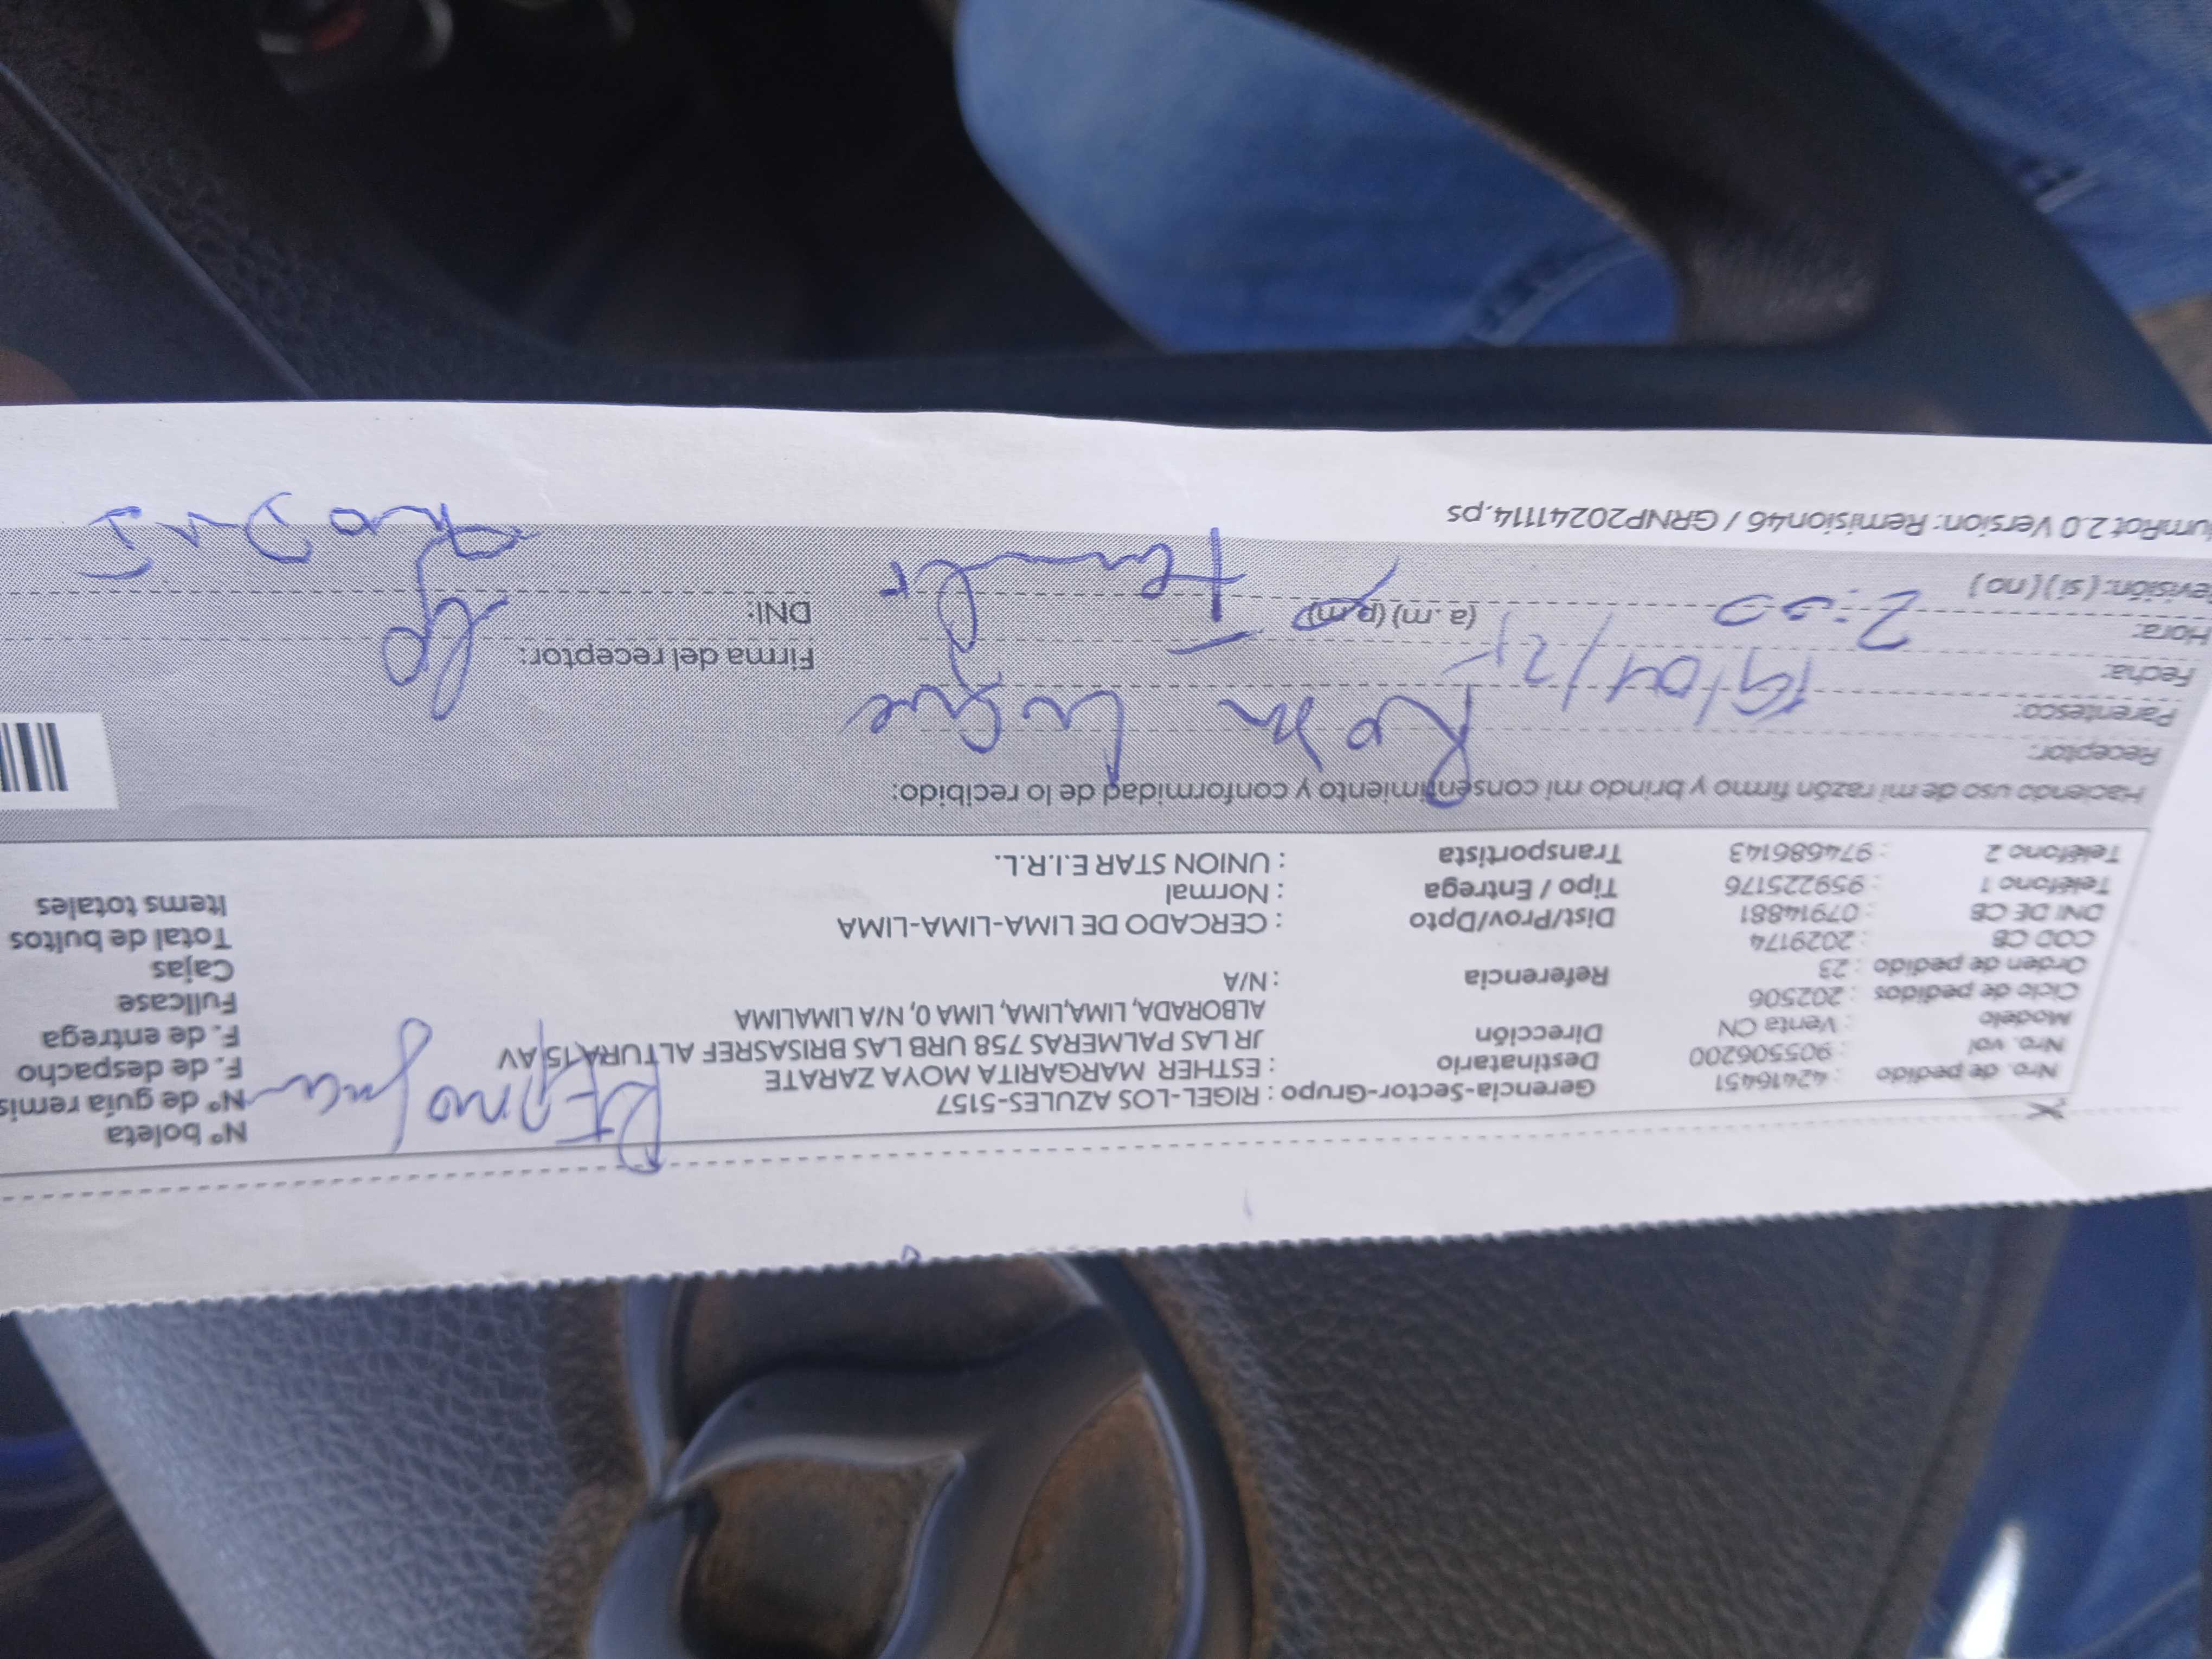 Nro. de pedido : 42416451
Nro. vol : 905506200
Modelo : Venta CN
Ciclo de pedidos : 202506
Orden de pedido : 23
COD CB : 2029174
DNI DE CB : 07914881
Teléfono 1 : 959225176
Teléfono 2 : 974686143
Gerencia-Sector-Grupo : RIGEL-LOS AZULES-5157
Destinatario : ESTHER MARGARITA MOYA ZARATE
Dirección JR LAS PALMERAS 758 URB LAS BRISASREF ALTURA 15 AV
ALBORADA, LIMA,LIMA, LIMA 0, N/A LIMALIMA
Referencia : N/A
Dist/Prov/Dpto : CERCADO DE LIMA-LIMA-LIMA
Tipo / Entrega : Normal
Transportista : UNION STAR E.I.R.L.
N° boleta
N° de guía remis
F. de despacho
F. de entrega
Fullcase
Cajas
Total de bultos
Items totales
Haciendo uso de mi razón firmo y brindo mi consentimiento y conformidad de lo recibido:
Receptor:
Parentesco:
Fecha: 19/04/25
Hora: 2:00 (a.m) (p.m)
evisión: (si) (no)
Firma del receptor:
DNI:
umRot 2.0 Version: Remision46 / GRNP20241114.ps